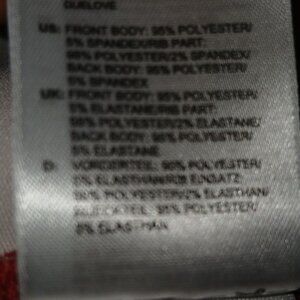 US: FRONT BODY: 95% POLYESTER/
5% SPANDEX/RIB PART:
98% POLYESTER/2% SPANDEX/
BACK BODY: 95% POLYESTER/
5% SPANDEX
UK: FRONT BODY: 95% POLYESTER/
5% ELASTANE/RIB PART:
98% POLYESTER/2% ELASTANE/
BACK BODY: 95% POLYESTER/
5% ELASTANE
D: VORDERTEIL: 95% POLYESTER/
5% ELASTHAN/RIB EINSATZ:
98% POLYESTER/2% ELASTHAN/
RÜCKTEIL: 95% POLYESTER/
5% ELASTHAN